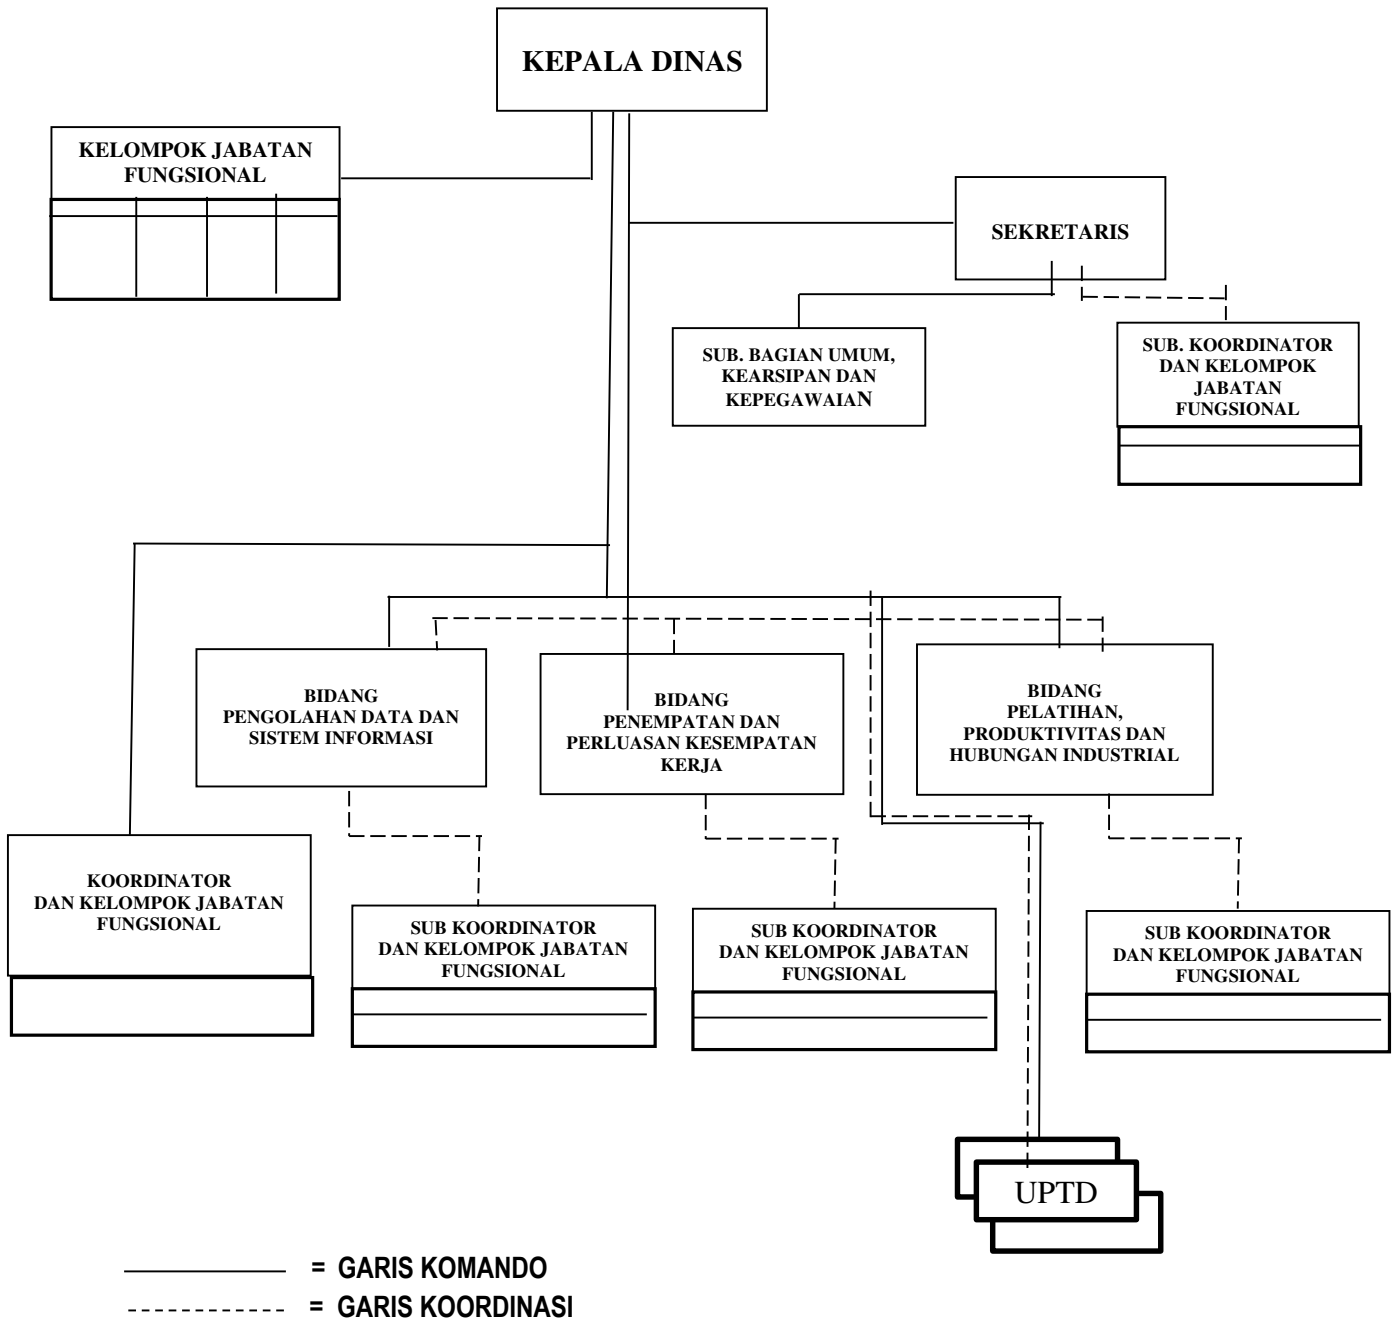 KEPALA DINAS
KELOMPOK JABATAN
FUNGSIONAL
SEKRETARIS
SUB. BAGIAN UMUM,
KEARSIPAN DAN
KEPEGAWAIAN
SUB. KOORDINATOR
DAN KELOMPOK
JABATAN
FUNGSIONAL
BIDANG
PENGOLAHAN DATA DAN
SISTEM INFORMASI
BIDANG
PENEMPATAN DAN
PERLUASAN KESEMPATAN
KERJA
BIDANG
PELATIHAN,
PRODUKTIVITAS DAN
HUBUNGAN INDUSTRIAL
KOORDINATOR
DAN KELOMPOK JABATAN
FUNGSIONAL
SUB KOORDINATOR
DAN KELOMPOK JABATAN
FUNGSIONAL
SUB KOORDINATOR
DAN KELOMPOK JABATAN
FUNGSIONAL
SUB KOORDINATOR
DAN KELOMPOK JABATAN
FUNGSIONAL
UPTD
= GARIS KOMANDO
= GARIS KOORDINASI